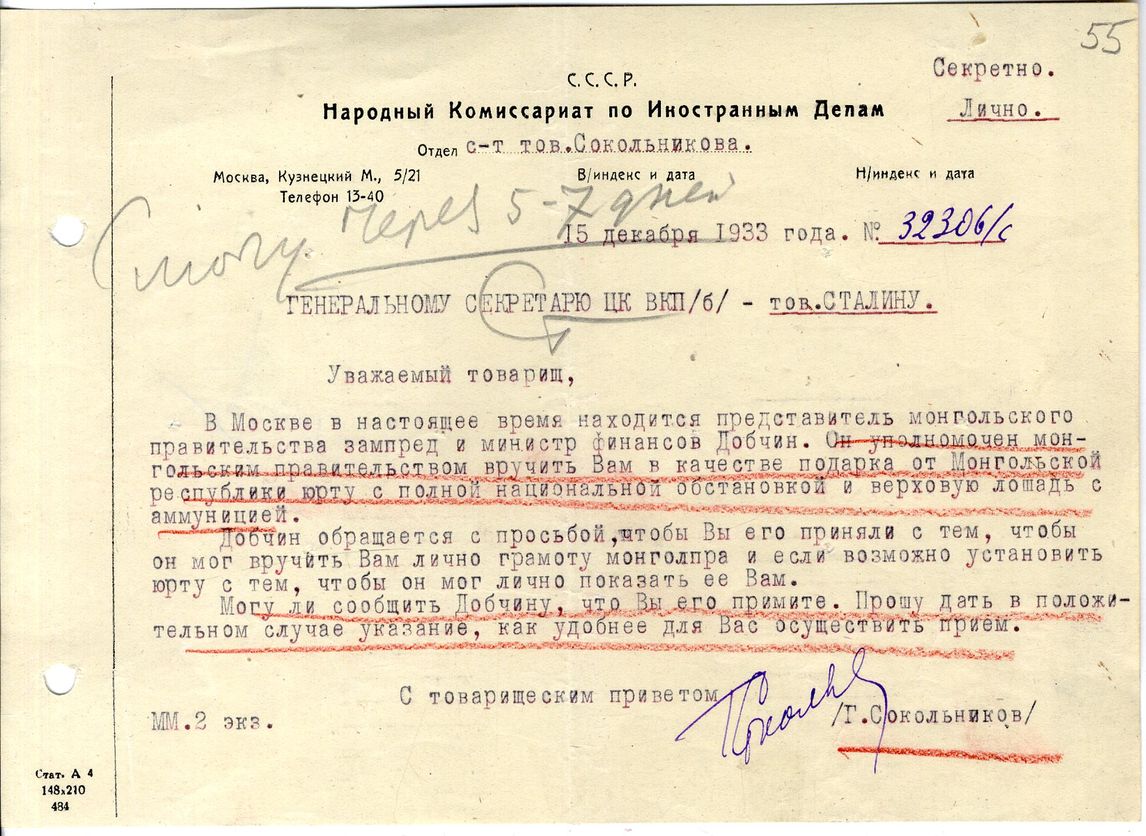 55
Секретно.
Лично.
С.С.С.Р.
Народный Комиссариат по Иностранным Делам
Отдел с-т тов.Сокольникова.
Москва, Кузнецкий М., 5/21 В/индекс и дата Н/индекс и дата
Телефон 13-40
Смогу через 5-7 дней
15 декабря 1933 года. № 32306/с
ГЕНЕРАЛЬНОМУ СЕКРЕТАРЮ ЦК ВКП/б/ - тов.СТАЛИНУ.
Уважаемый товарищ,
В Москве в настоящее время находится представитель монгольского
правительства зампред и министр финансов Добчин. Он уполномочен мон-
гольским правительством вручить Вам в качестве подарка от Монгольской
республики юрту с полной национальной обстановкой и верховую лошадь с
аммуницией.
Добчин обращается с просьбой, чтобы Вы его приняли с тем, чтобы
он мог вручить Вам лично грамоту монголпра и если возможно установить
юрту с тем, чтобы он мог лично показать ее Вам.
Могу ли сообщить Добчину, что Вы его примите. Прошу дать в положи-
тельном случае указание, как удобнее для Вас осуществить прием.
С товарищеским приветом
ММ.2 экз. /Г.Сокольников/
Стат. А 4
148х210
484